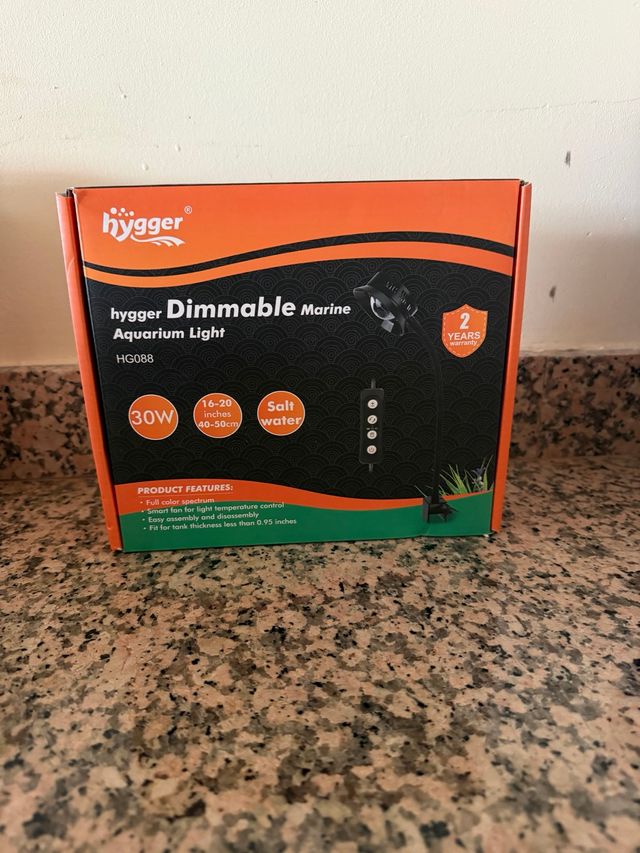 hygger®
hygger Dimmable Marine
Aquarium Light
HG088
2
YEARS
warranty
30W
16-20
inches
40-50cm
Salt
water
PRODUCT FEATURES:
· Full color spectrum
· Smart fan for light temperature control
· Easy assembly and disassembly
· Fit for tank thickness less than 0.95 inches